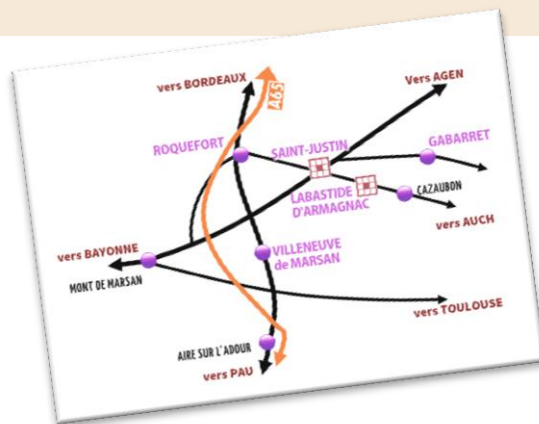 vers BORDEAUX
A65
Vers AGEN
ROQUEFORT
SAINT-JUSTIN
GABARRET
LABASTIDE
D'ARMAGNAC
CAZAUBON
vers AUCH
vers BAYONNE
MONT DE MARSAN
VILLENEUVE
de MARSAN
vers TOULOUSE
AIRE SUR L'ADOUR
vers PAU